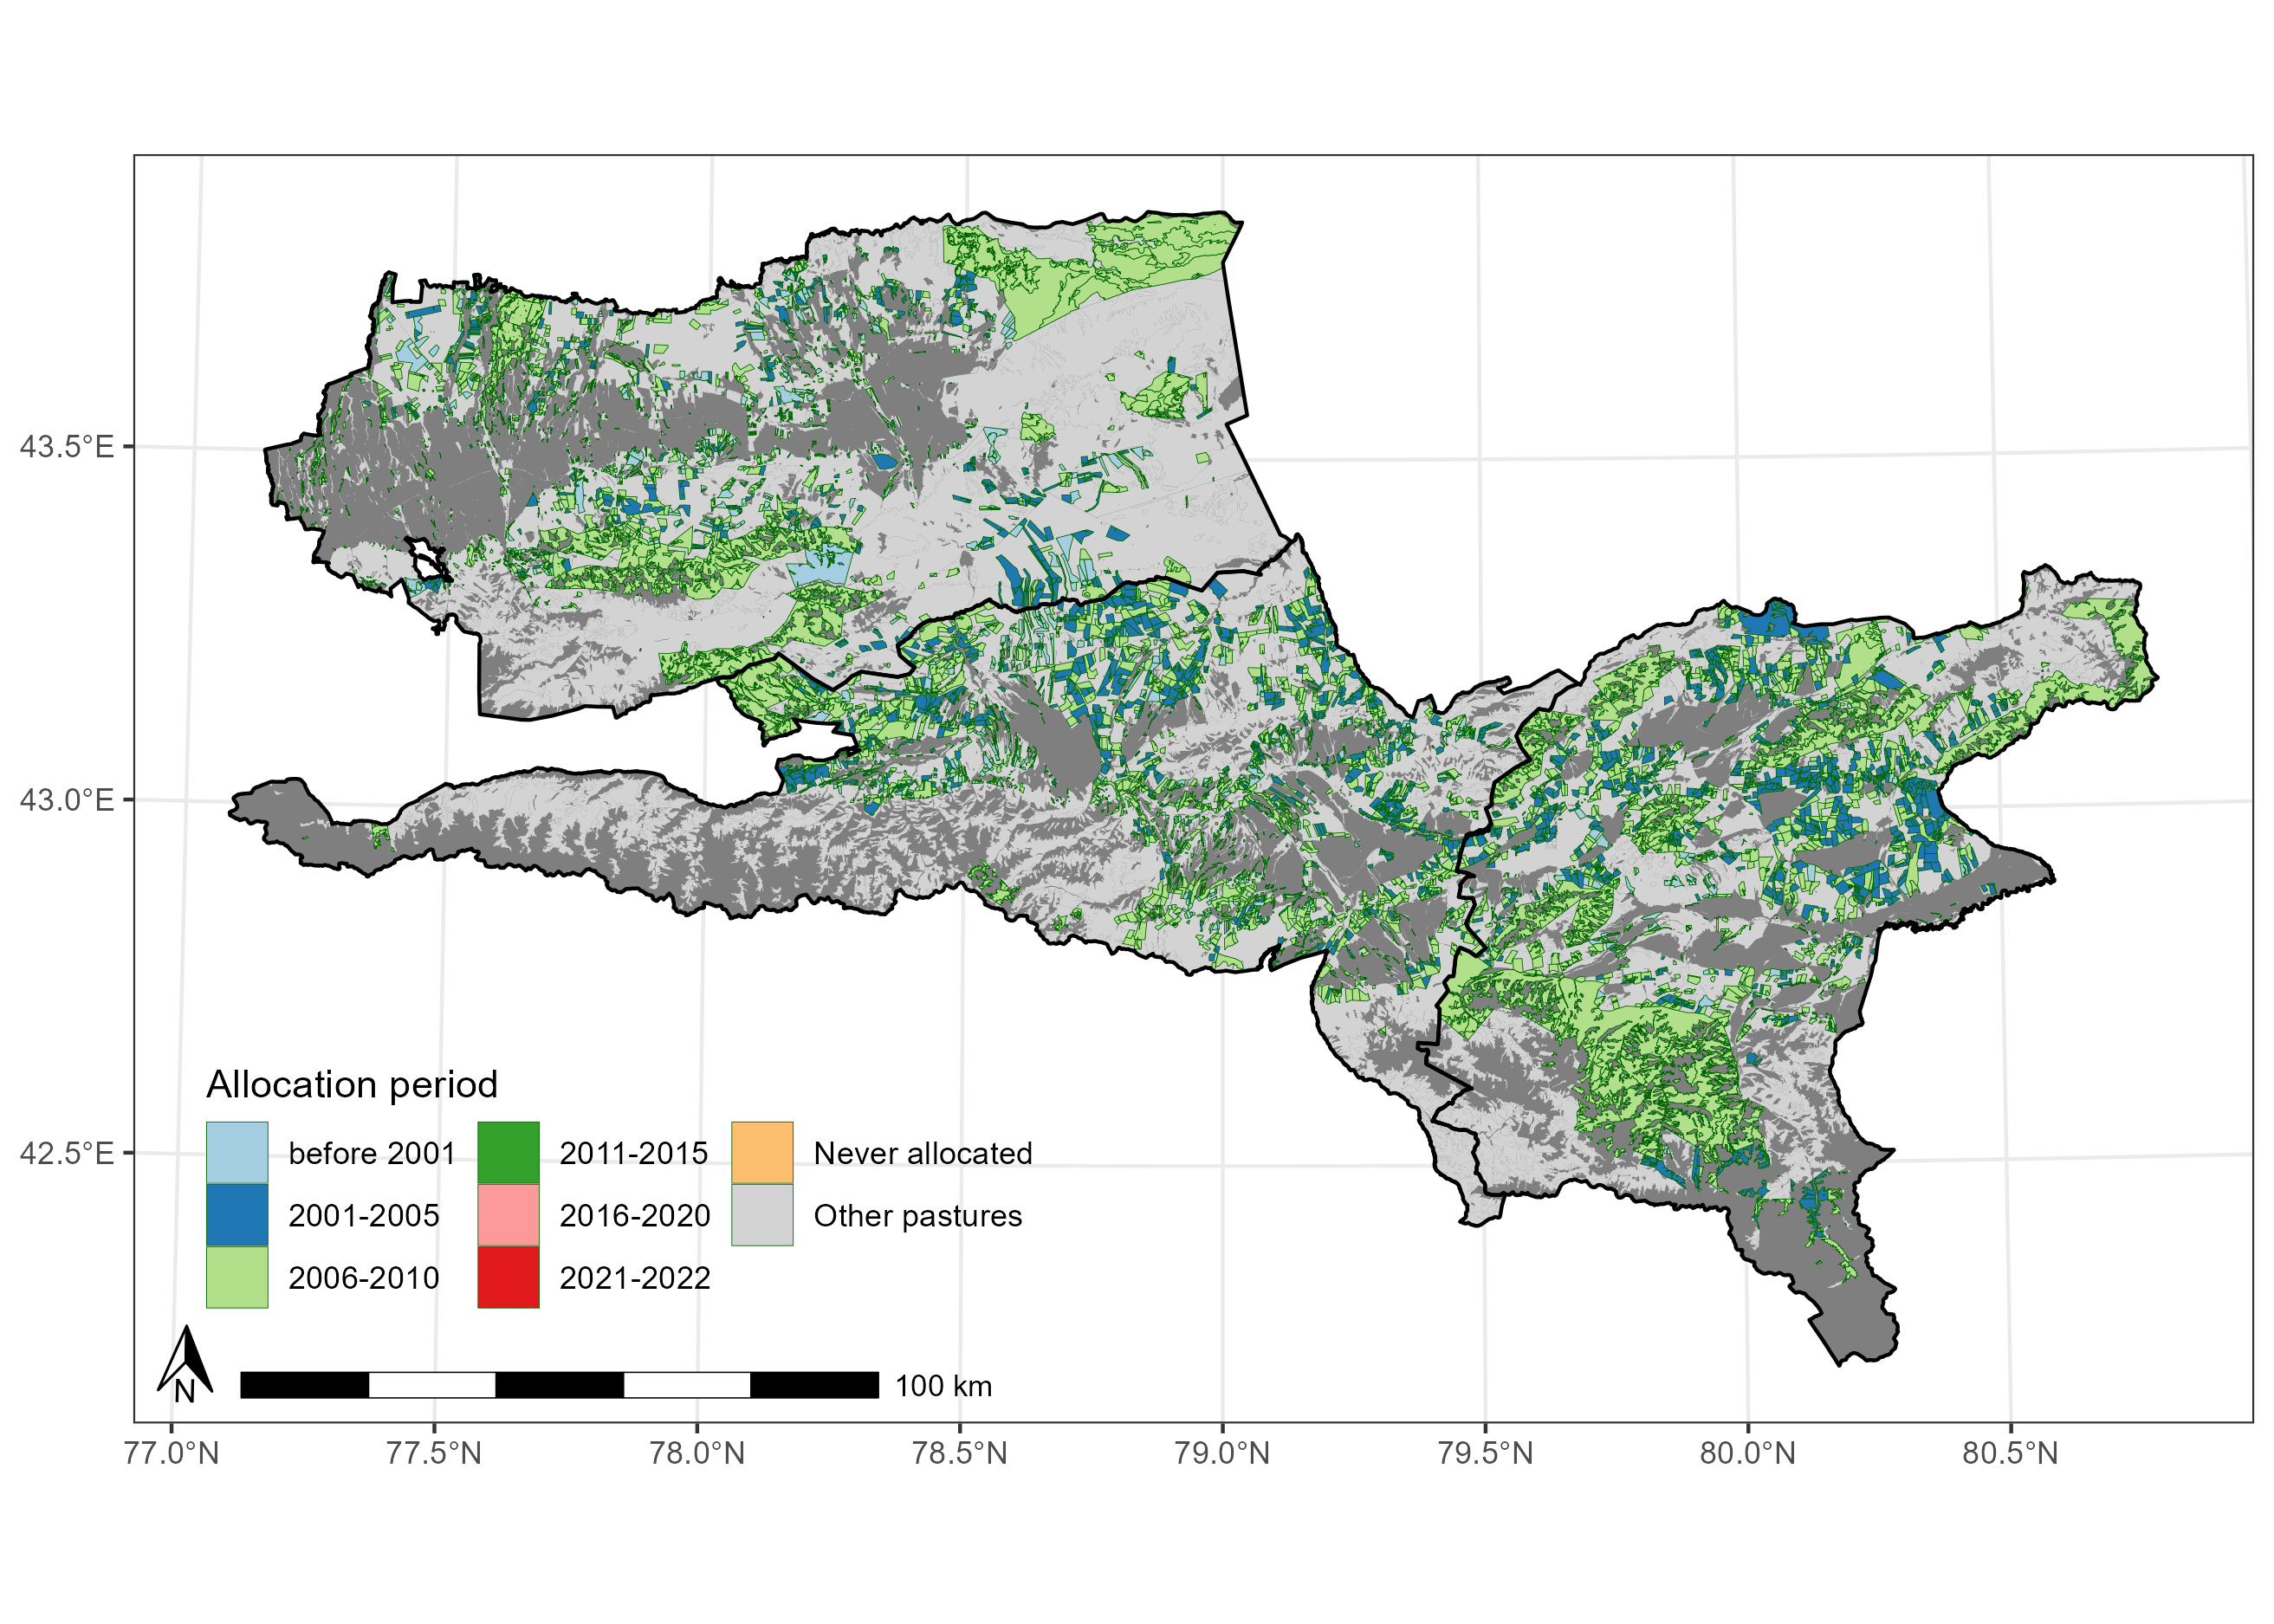 43.5°E
43.0°E
42.5°E
Allocation period
before 2001
2011-2015
Never allocated
2001-2005
2016-2020
Other pastures
2006-2010
2021-2022
N
100 km
77.0°N 77.5°N 78.0°N 78.5°N 79.0°N 79.5°N 80.0°N 80.5°N